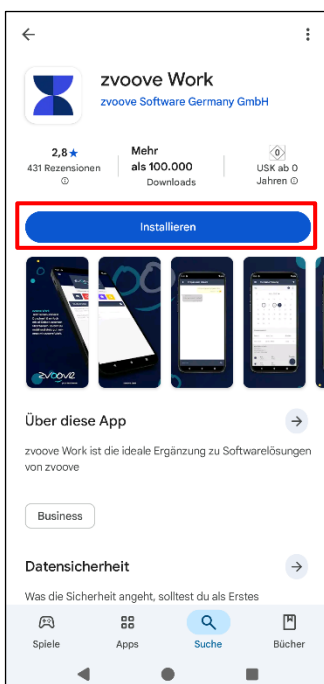 zvoove Work
zvoove Software Germany GmbH
2,8★
431 Rezensionen
Mehr
als 100.000
Downloads
0
USK ab 0
Jahren
Installieren
zvoove
Über diese App
zvoove Work ist die ideale Ergänzung zu Softwarelösungen
von zvoove
Business
Datensicherheit
Was die Sicherheit angeht, solltest du als Erstes
Spiele
Apps
Suche
Bücher